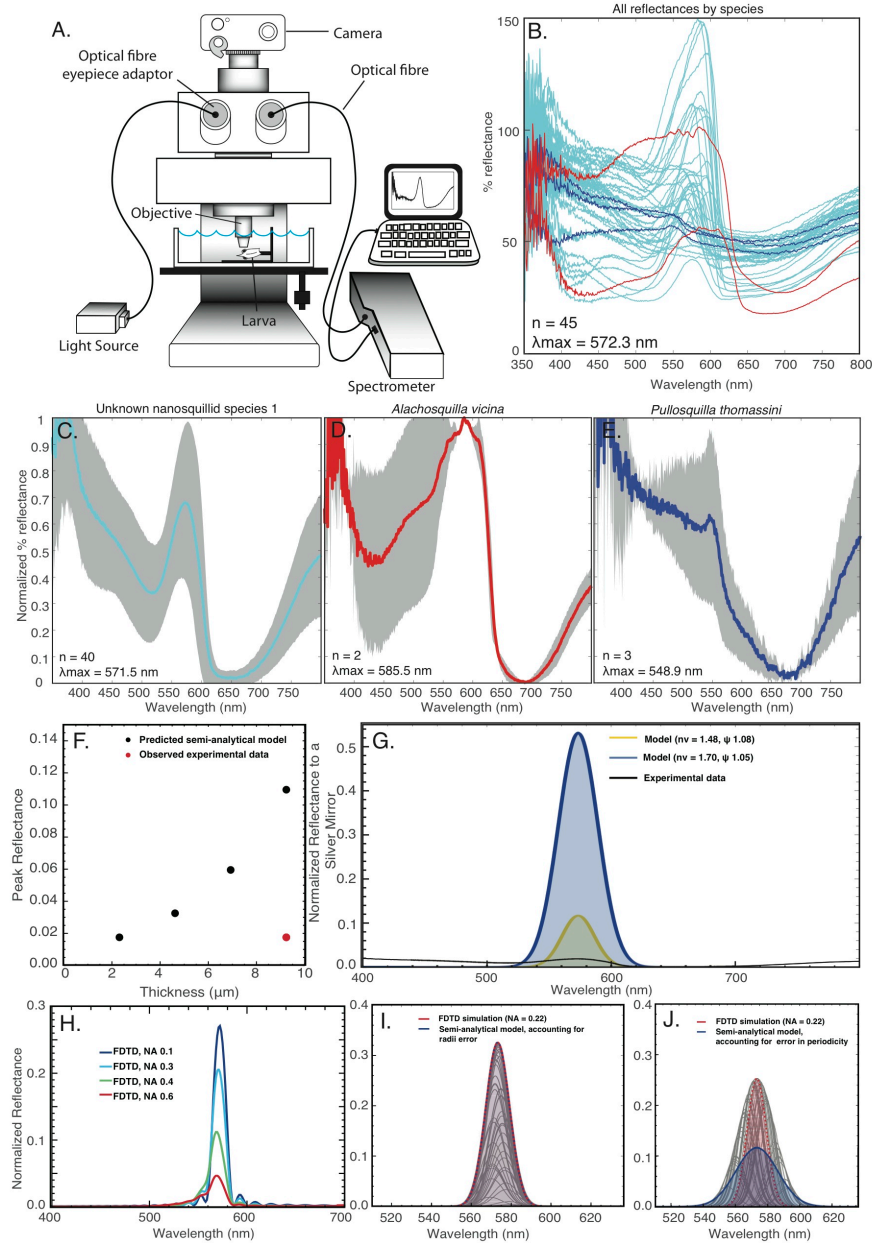 A.
Camera
Optical fibre
eyepiece adaptor
Optical fibre
Objective
Larva
Light Source
Spectrometer
All reflectances by species
B.
150
100
50
0
% reflectance
n = 45
λmax = 572.3 nm
350 400 450 500 550 600 650 700 750 800
Wavelength (nm)
Unknown nanosquillid species 1
C.
1
0.9
0.8
0.7
0.6
0.5
0.4
0.3
0.2
0.1
0
Normalized % reflectance
n = 40
λmax = 571.5 nm
350 400 450 500 550 600 650 700 750
Wavelength (nm)
Alachosquilla vicina
D.
n = 2
λmax = 585.5 nm
400 450 500 550 600 650 700 750
Wavelength (nm)
Pullosquilla thomassini
E.
n = 3
λmax = 548.9 nm
400 450 500 550 600 650 700 750
Wavelength (nm)
F.
Predicted semi-analytical model
Observed experimental data
0.14
0.12
0.10
0.08
0.06
0.04
0.02
0.00
Peak Reflectance
0 2 4 6 8 10
Thickness (μm)
G.
Model (nv = 1.48, ψ 1.08)
Model (nv = 1.70, ψ 1.05)
Experimental data
0.5
0.4
0.3
0.2
0.1
0.0
Normalized Reflectance to a
Silver Mirror
400 500 600 700
Wavelength (nm)
H.
FDTD, NA 0.1
FDTD, NA 0.3
FDTD, NA 0.4
FDTD, NA 0.6
0.3
0.2
0.1
0.0
Normalized Reflectance
400 500 600 700
Wavelength (nm)
I.
FDTD simulation (NA = 0.22)
Semi-analytical model, accounting for
radii error
0.4
0.3
0.2
0.1
0.0
520 540 560 580 600 620
Wavelength (nm)
J.
FDTD simulation (NA = 0.22)
Semi-analytical model,
accounting for error in periodicity
0.4
0.3
0.2
0.1
0.0
520 540 560 580 600 620
Wavelength (nm)